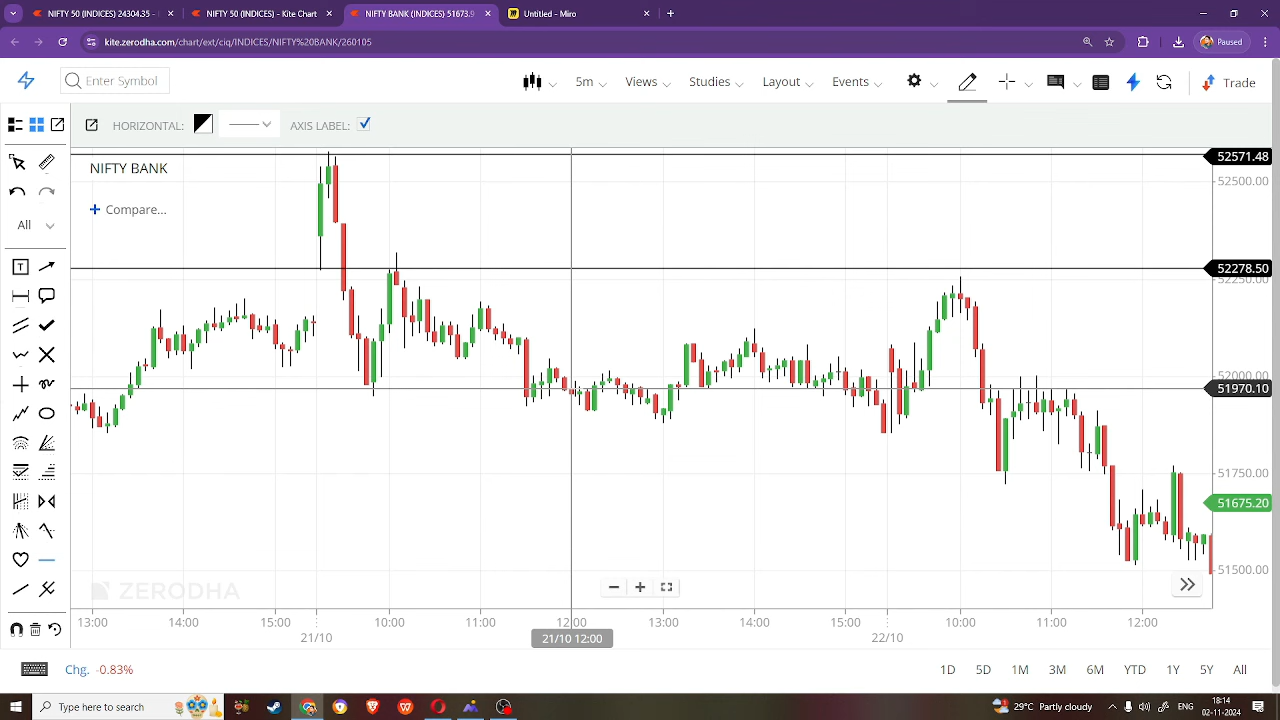 NIFTY 50 (INDICES) 24304.35 -
NIFTY 50 (INDICES) - Kite Chart
NIFTY BANK (INDICES) 51673.9
Untitled - Miro
kite.zerodha.com/chart/ext/ciq/INDICES/NIFTY%20BANK/260105
Paused
Enter Symbol
5m
Views
Studies
Layout
Events
Trade
HORIZONTAL:
AXIS LABEL:
NIFTY BANK
Compare...
All
T
52571.48
52500.00
52278.50
52250.00
52000.00
51970.10
51750.00
51675.20
51500.00
ZERODHA
13:00
14:00
15:00
21/10
10:00
11:00
12:00
13:00
14:00
15:00
22/10
10:00
11:00
12:00
21/10 12:00
Chg. -0.83%
1D
5D
1M
3M
6M
YTD
1Y
5Y
All
Type here to search
29°C Partly cloudy
18:14
02-11-2024